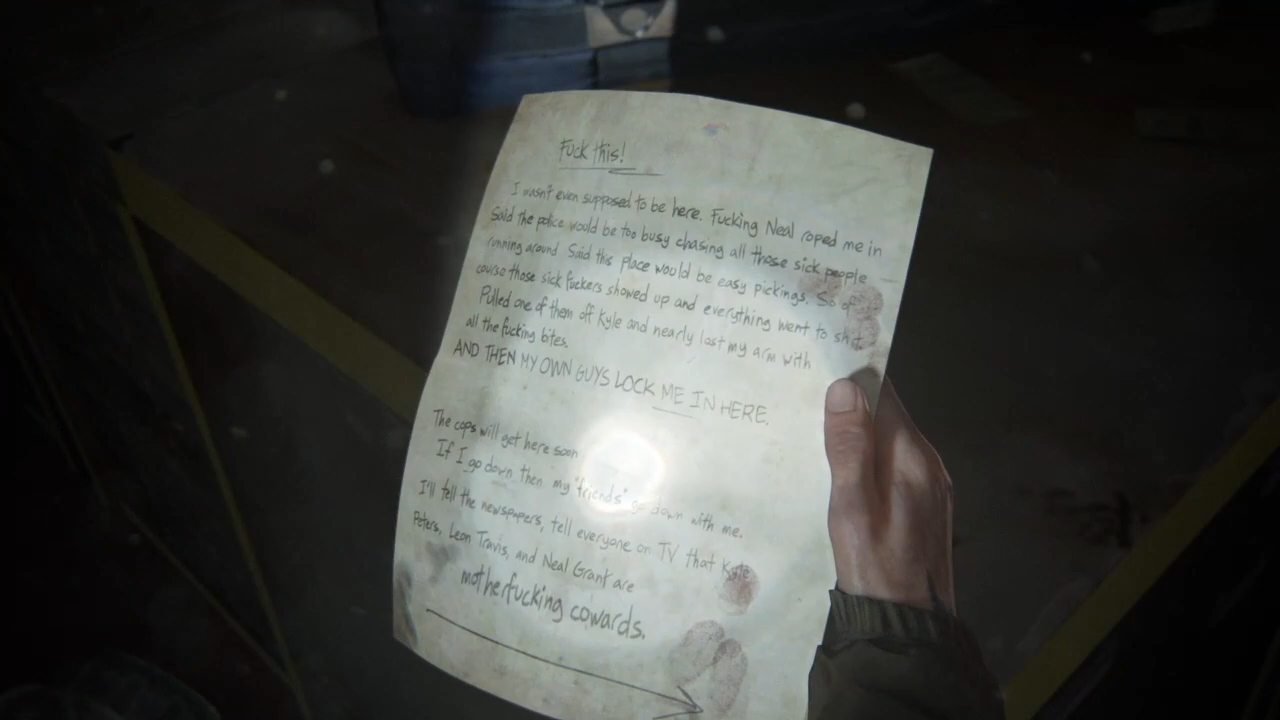 Fuck this!
I wasn't even supposed to be here. Fucking Neal roped me in
Said the police would be too busy chasing all those sick people
running around. Said this place would be easy pickings. So of
course those sick fuckers showed up and everything went to shit.
Pulled one of them off Kyle and nearly lost my arm with
all the fucking bites.
AND THEN MY OWN GUYS LOCK ME IN HERE.
The cops will get here soon
If I go down then my "friends" go down with me.
I'll tell the newspapers, tell everyone on TV that Kyle
Peters, Leon Travis, and Neal Grant are
motherfucking cowards.